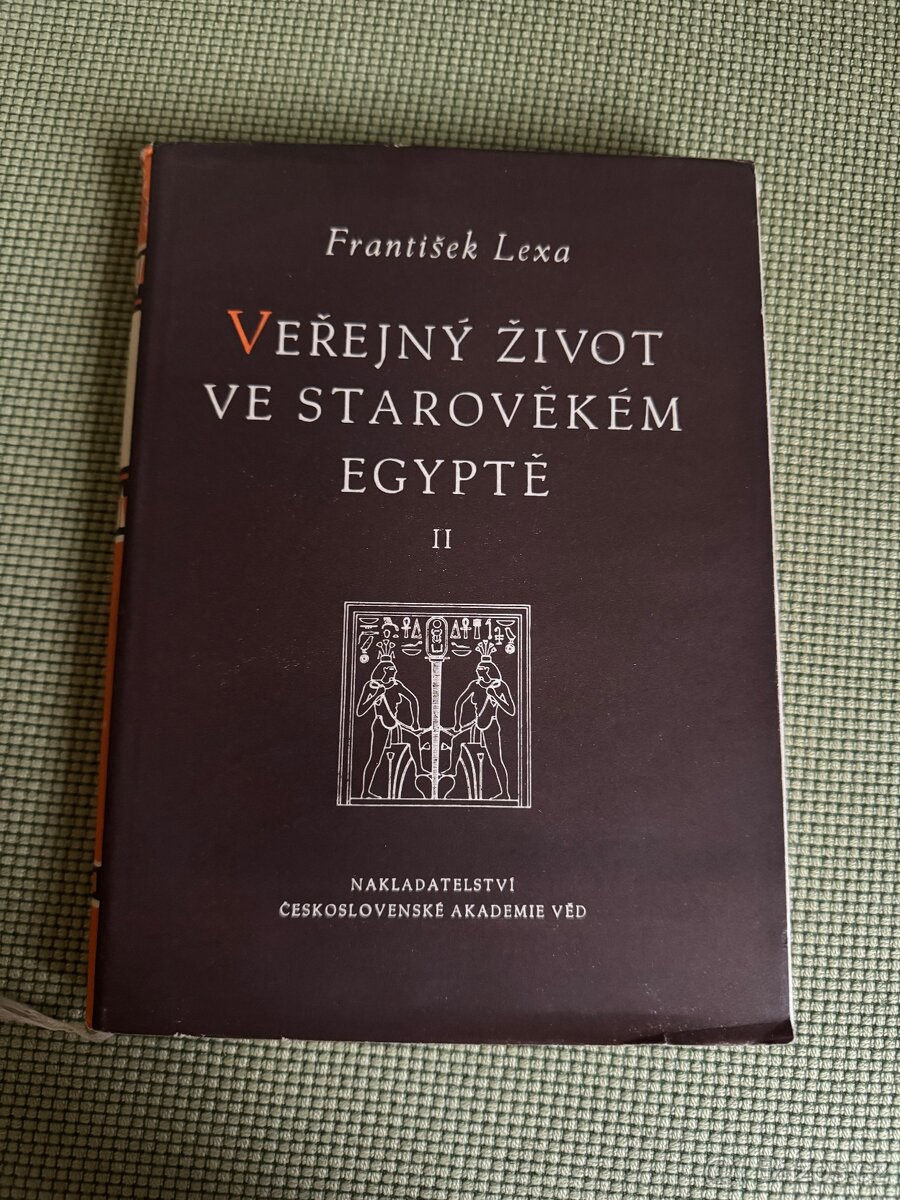 František Lexa
VEŘEJNÝ ŽIVOT
VE STAROVĚKÉM
EGYPTĚ
II
NAKLADATELSTVÍ
ČESKOSLOVENSKÉ AKADEMIE VĚD